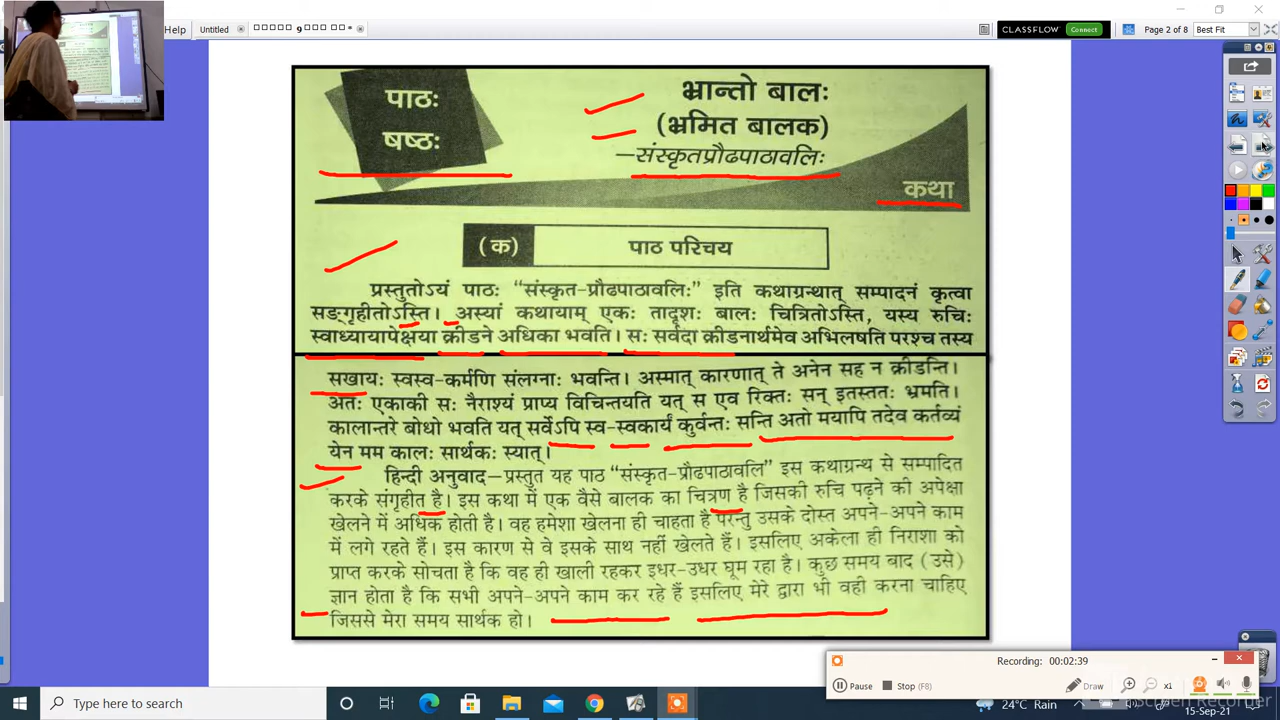 Help
Untitled
9
CLASSFLOW
Connect
Page 2 of 8
Best Fit
पाठः
षष्ठः
भ्रान्तो बालः
(भ्रमित बालक)
—संस्कृतप्रौढपाठावलिः
कथा
(क) पाठ परिचय
प्रस्तुतोऽयं पाठः “संस्कृत-प्रौढपाठावलिः” इति कथाग्रन्थात् सम्पादनं कृत्वा
सङ्गृहीतोऽस्ति। अस्यां कथायाम् एकः तादृशः बालः चित्रितोऽस्ति, यस्य रुचिः
स्वाध्यायापेक्षया क्रीडने अधिका भवति। सः सर्वदा क्रीडनार्थमेव अभिलषति परश्च तस्य
सखायः स्वस्व-कर्मणि संलग्नाः भवन्ति। अस्मात् कारणात् ते अनेन सह न क्रीडन्ति।
अतः एकाकी सः नैराश्यं प्राप्य विचिन्तयति यत् स एव रिक्तः सन् इतस्ततः भ्रमति।
कालान्तरे बोधो भवति यत् सर्वेऽपि स्व-स्वकार्यं कुर्वन्तः सन्ति अतो मयापि तदेव कर्तव्यं
येन मम कालः सार्थकः स्यात्।
हिन्दी अनुवाद—प्रस्तुत यह पाठ “संस्कृत-प्रौढपाठावलि” इस कथाग्रन्थ से सम्पादित
करके संगृहीत है। इस कथा में एक वैसे बालक का चित्रण है जिसकी रुचि पढ़ने की अपेक्षा
खेलने में अधिक होती है। वह हमेशा खेलना ही चाहता है परन्तु उसके दोस्त अपने-अपने काम
में लगे रहते हैं। इस कारण से वे इसके साथ नहीं खेलते हैं। इसलिए अकेला ही निराशा को
प्राप्त करके सोचता है कि वह ही खाली रहकर इधर-उधर घूम रहा है। कुछ समय बाद (उसे)
ज्ञान होता है कि सभी अपने-अपने काम कर रहे हैं इसलिए मेरे द्वारा भी वही करना चाहिए
जिससे मेरा समय सार्थक हो।
Recording: 00:02:39
Pause
Stop (F8)
x1
Draw
Type here to search
24°C Rain
15-Sep-21